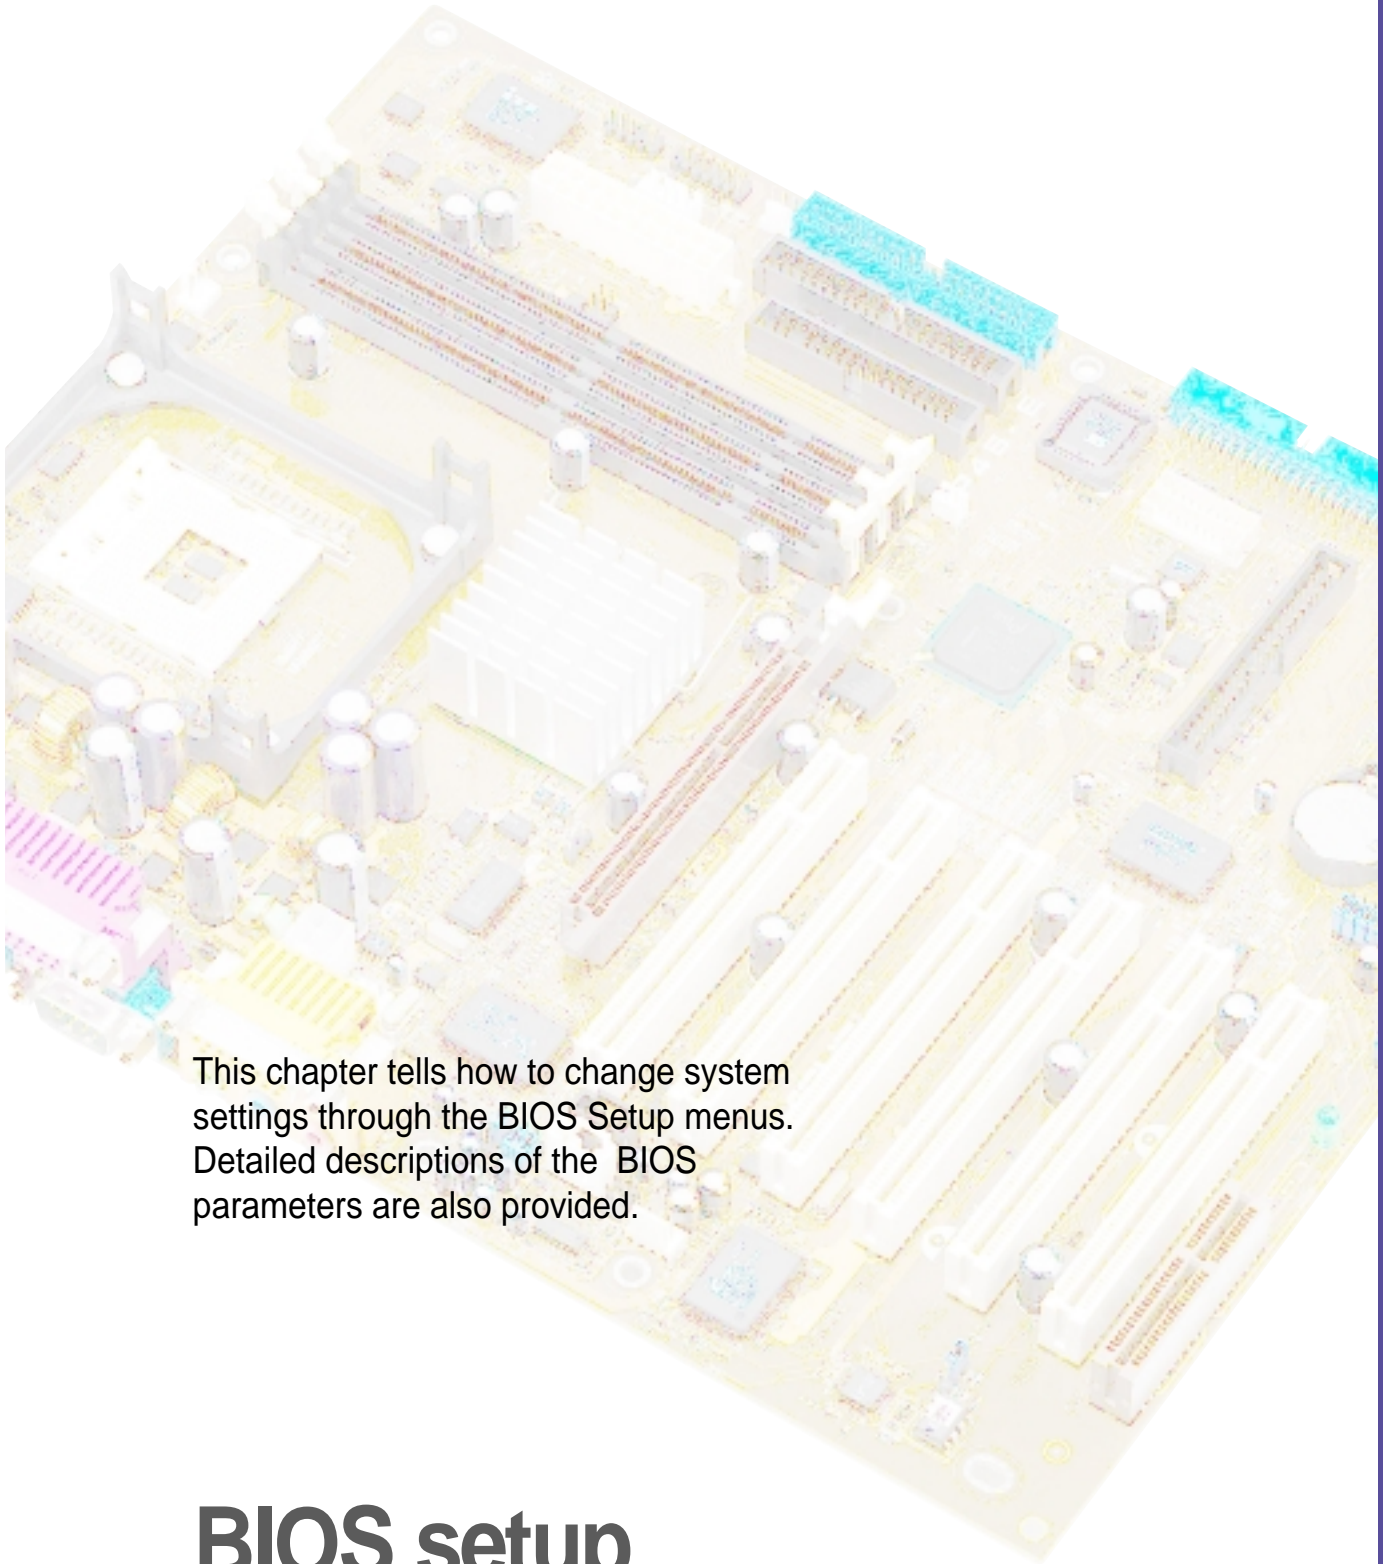 This chapter tells how to change system
settings through the BIOS Setup menus.
Detailed descriptions of the BIOS
parameters are also provided.
BIOS setup